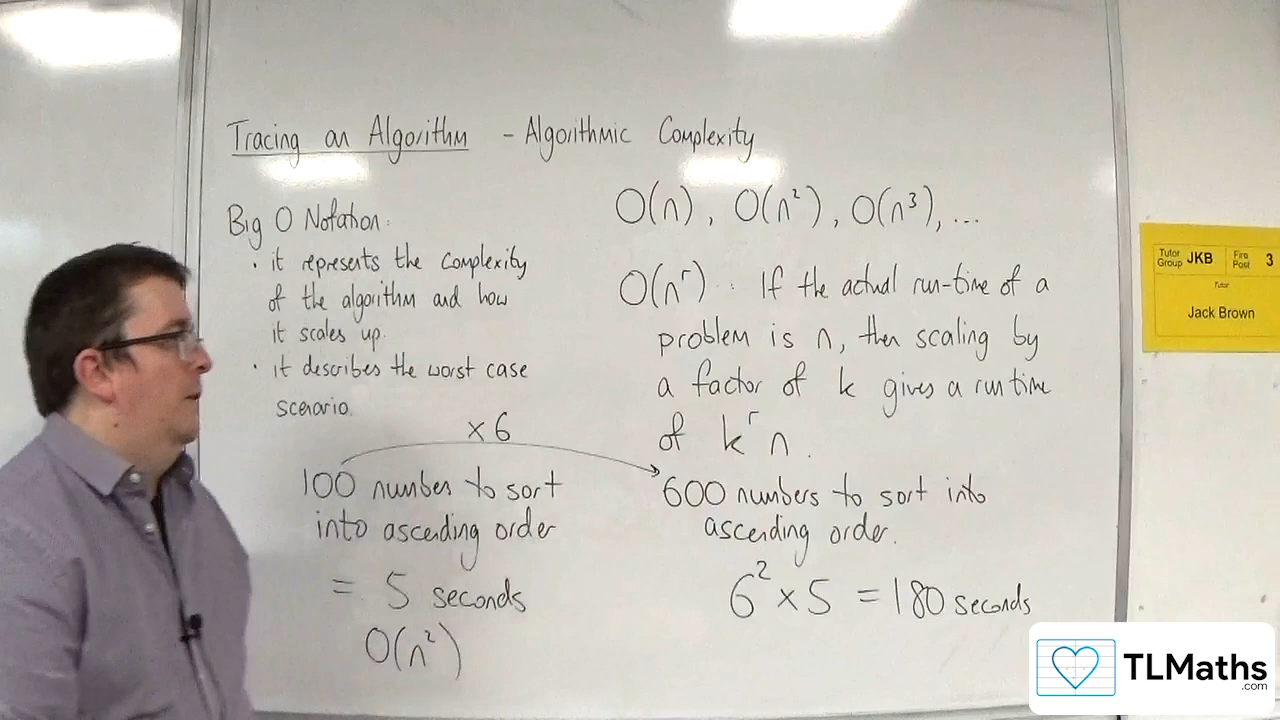 Tracing an Algorithm - Algorithmic Complexity
Big O Notation:
• it represents the complexity
of the algorithm and how
it scales up.
• it describes the worst case
scenario.
O(n), O(n²), O(n³), ...
O(nʳ): If the actual run-time of a
problem is n, then scaling by
a factor of k gives a run time
of kʳn.
×6
100 numbers to sort
into ascending order
= 5 seconds
O(n²)
600 numbers to sort into
ascending order.
6² × 5 = 180 seconds
Tutor Group JKB Fire Post 3
Tutor
Jack Brown
TLMaths
.com